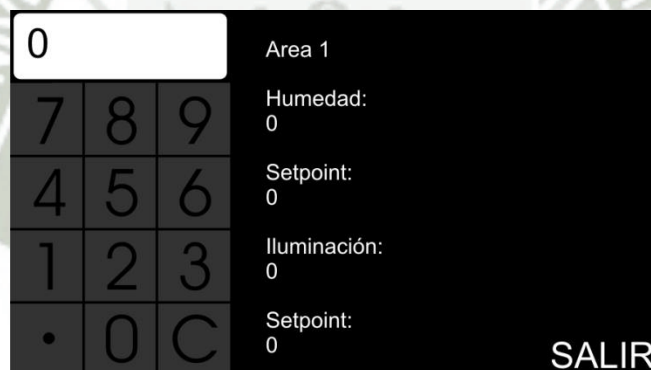 0
7 8 9
4 5 6
1 2 3
• 0 C
Area 1
Humedad:
0
Setpoint:
0
Iluminación:
0
Setpoint:
0
SALIR